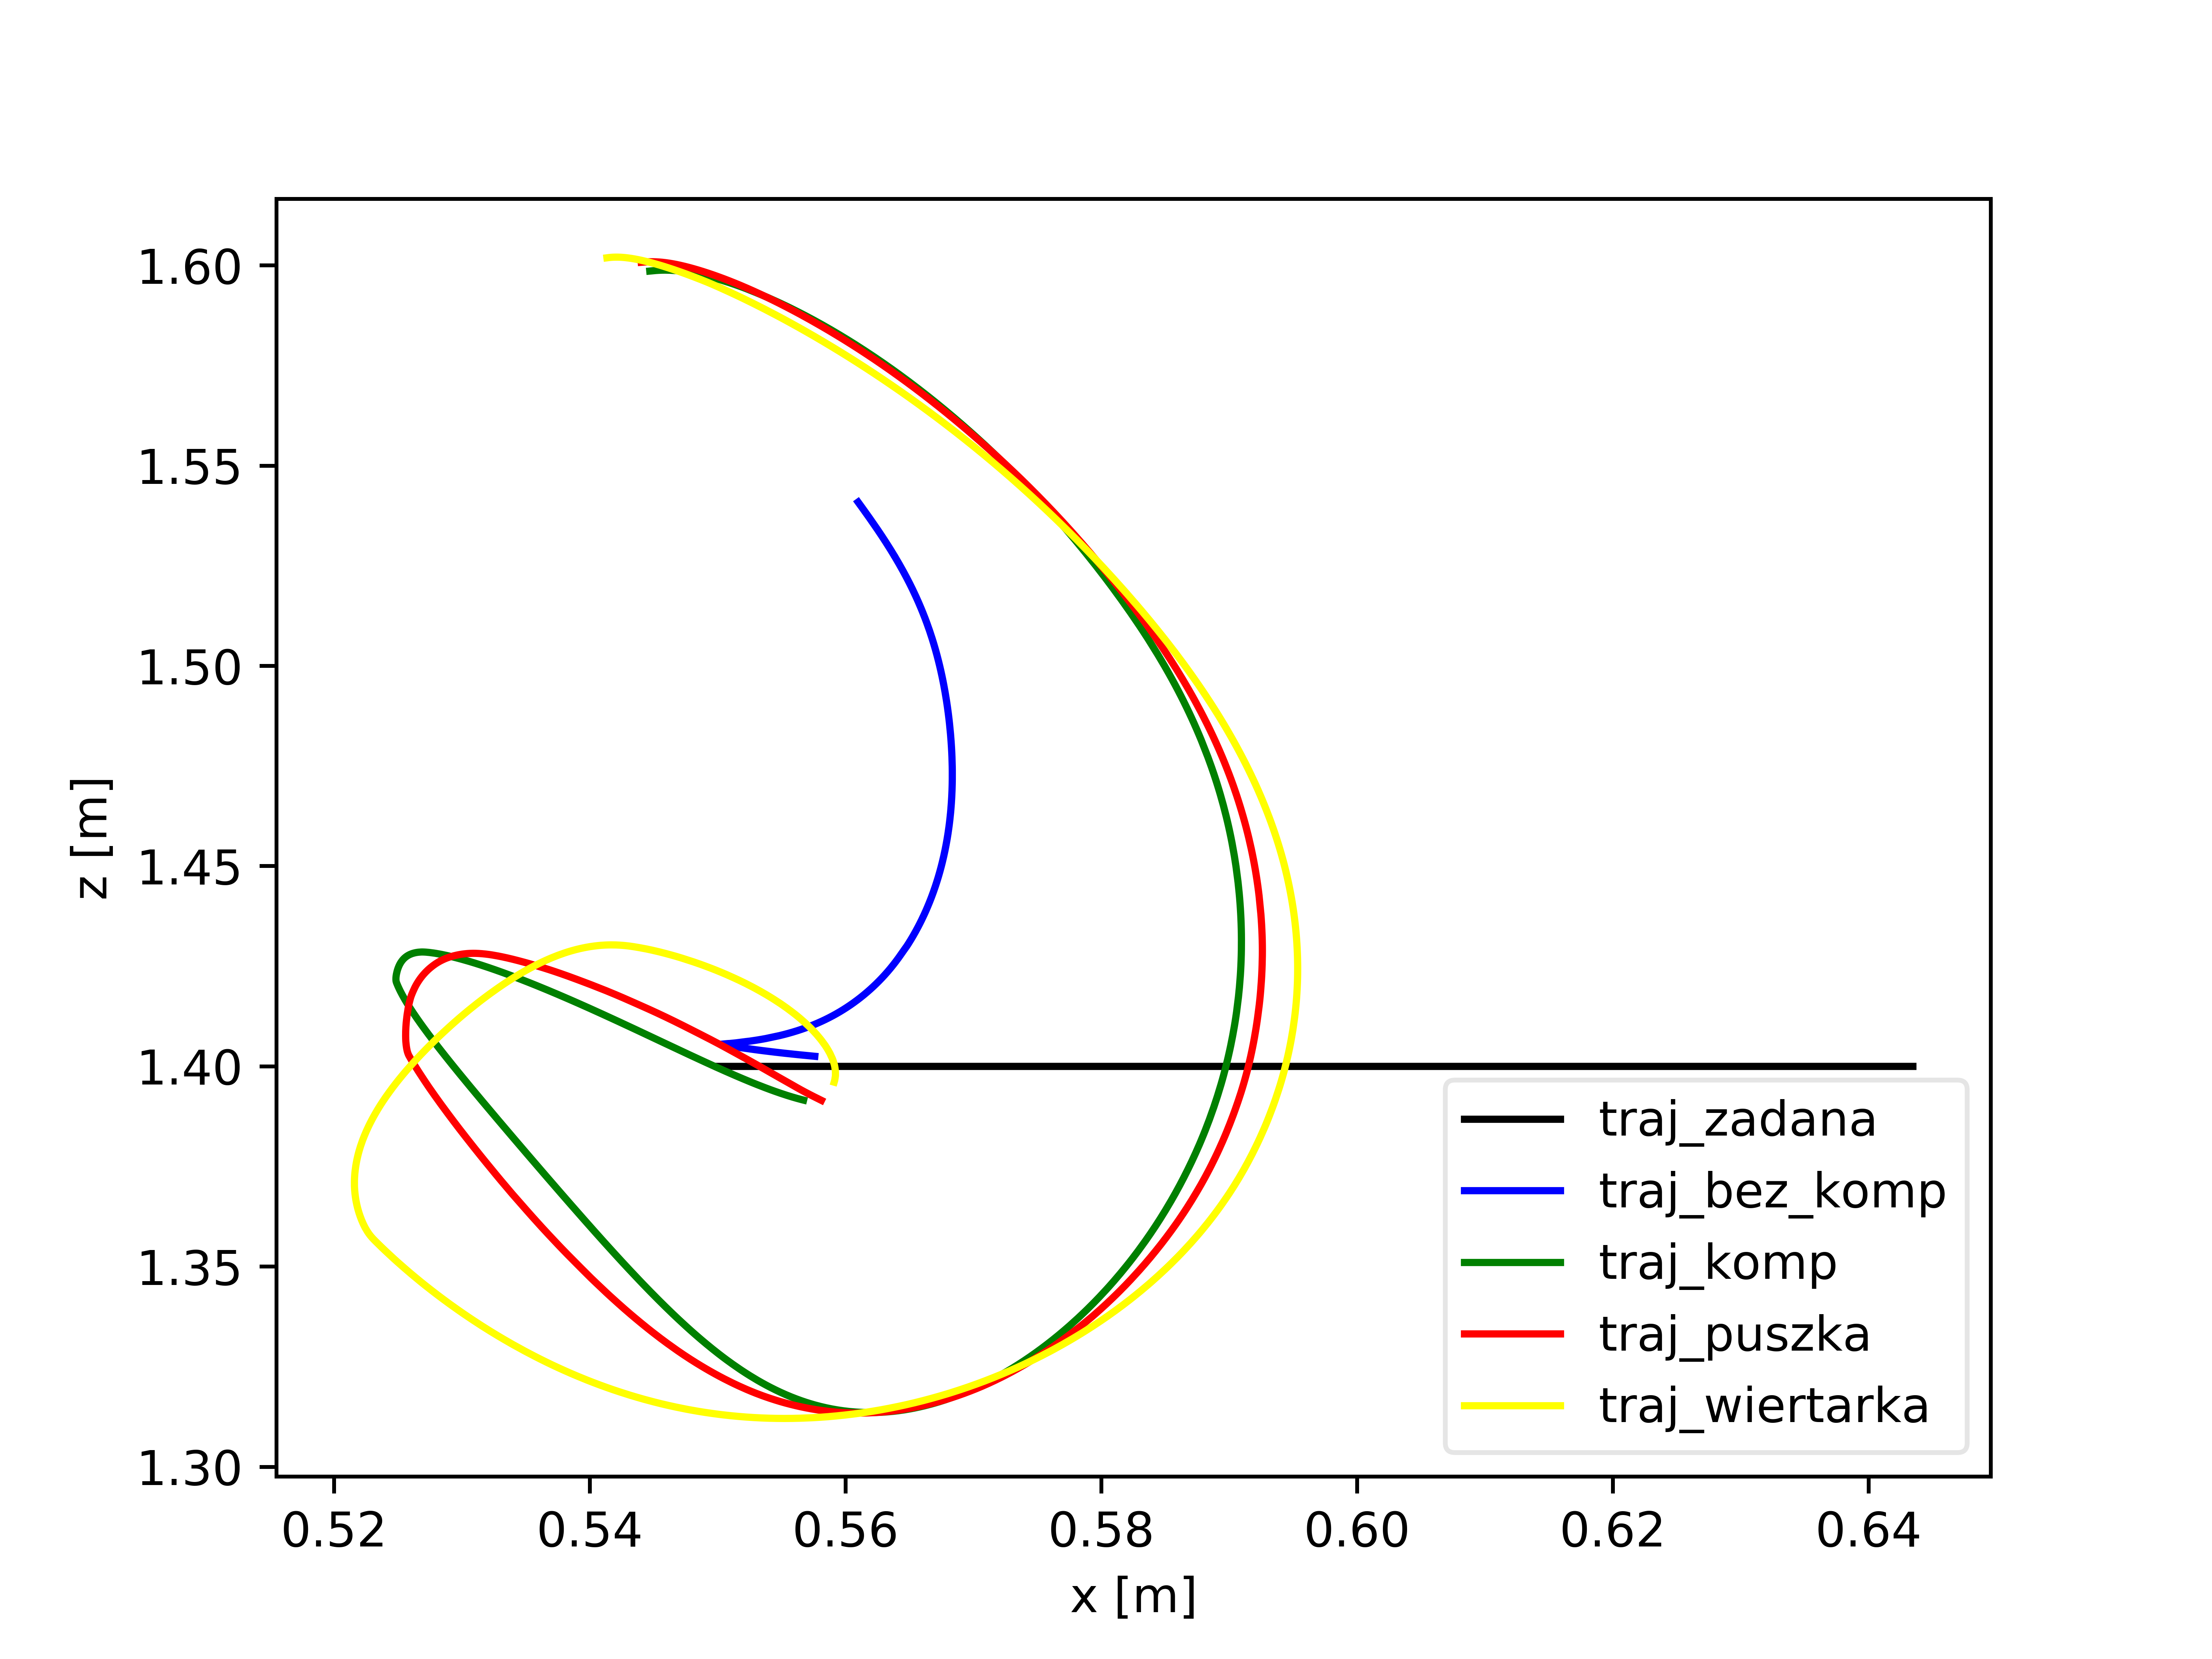 1.60
1.55
1.50
1.45
1.40
1.35
1.30
z [m]
0.52 0.54 0.56 0.58 0.60 0.62 0.64
x [m]
traj_zadana
traj_bez_komp
traj_komp
traj_puszka
traj_wiertarka